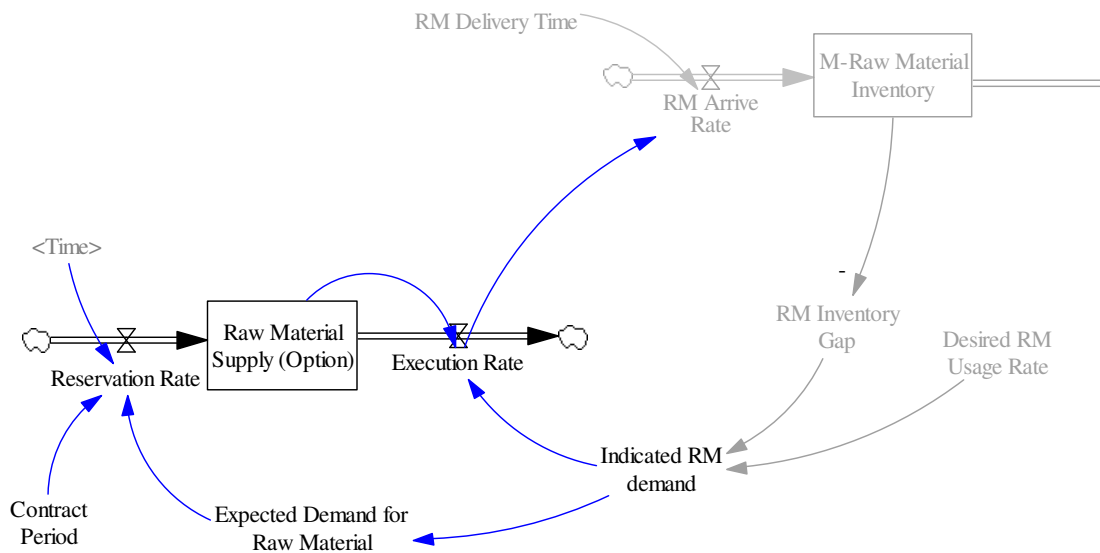 RM Delivery Time
M-Raw Material
Inventory
RM Arrive
Rate
<Time>
-
Raw Material
Supply (Option)
RM Inventory
Gap
Desired RM
Usage Rate
Reservation Rate
Execution Rate
Indicated RM
demand
Contract
Period
Expected Demand for
Raw Material